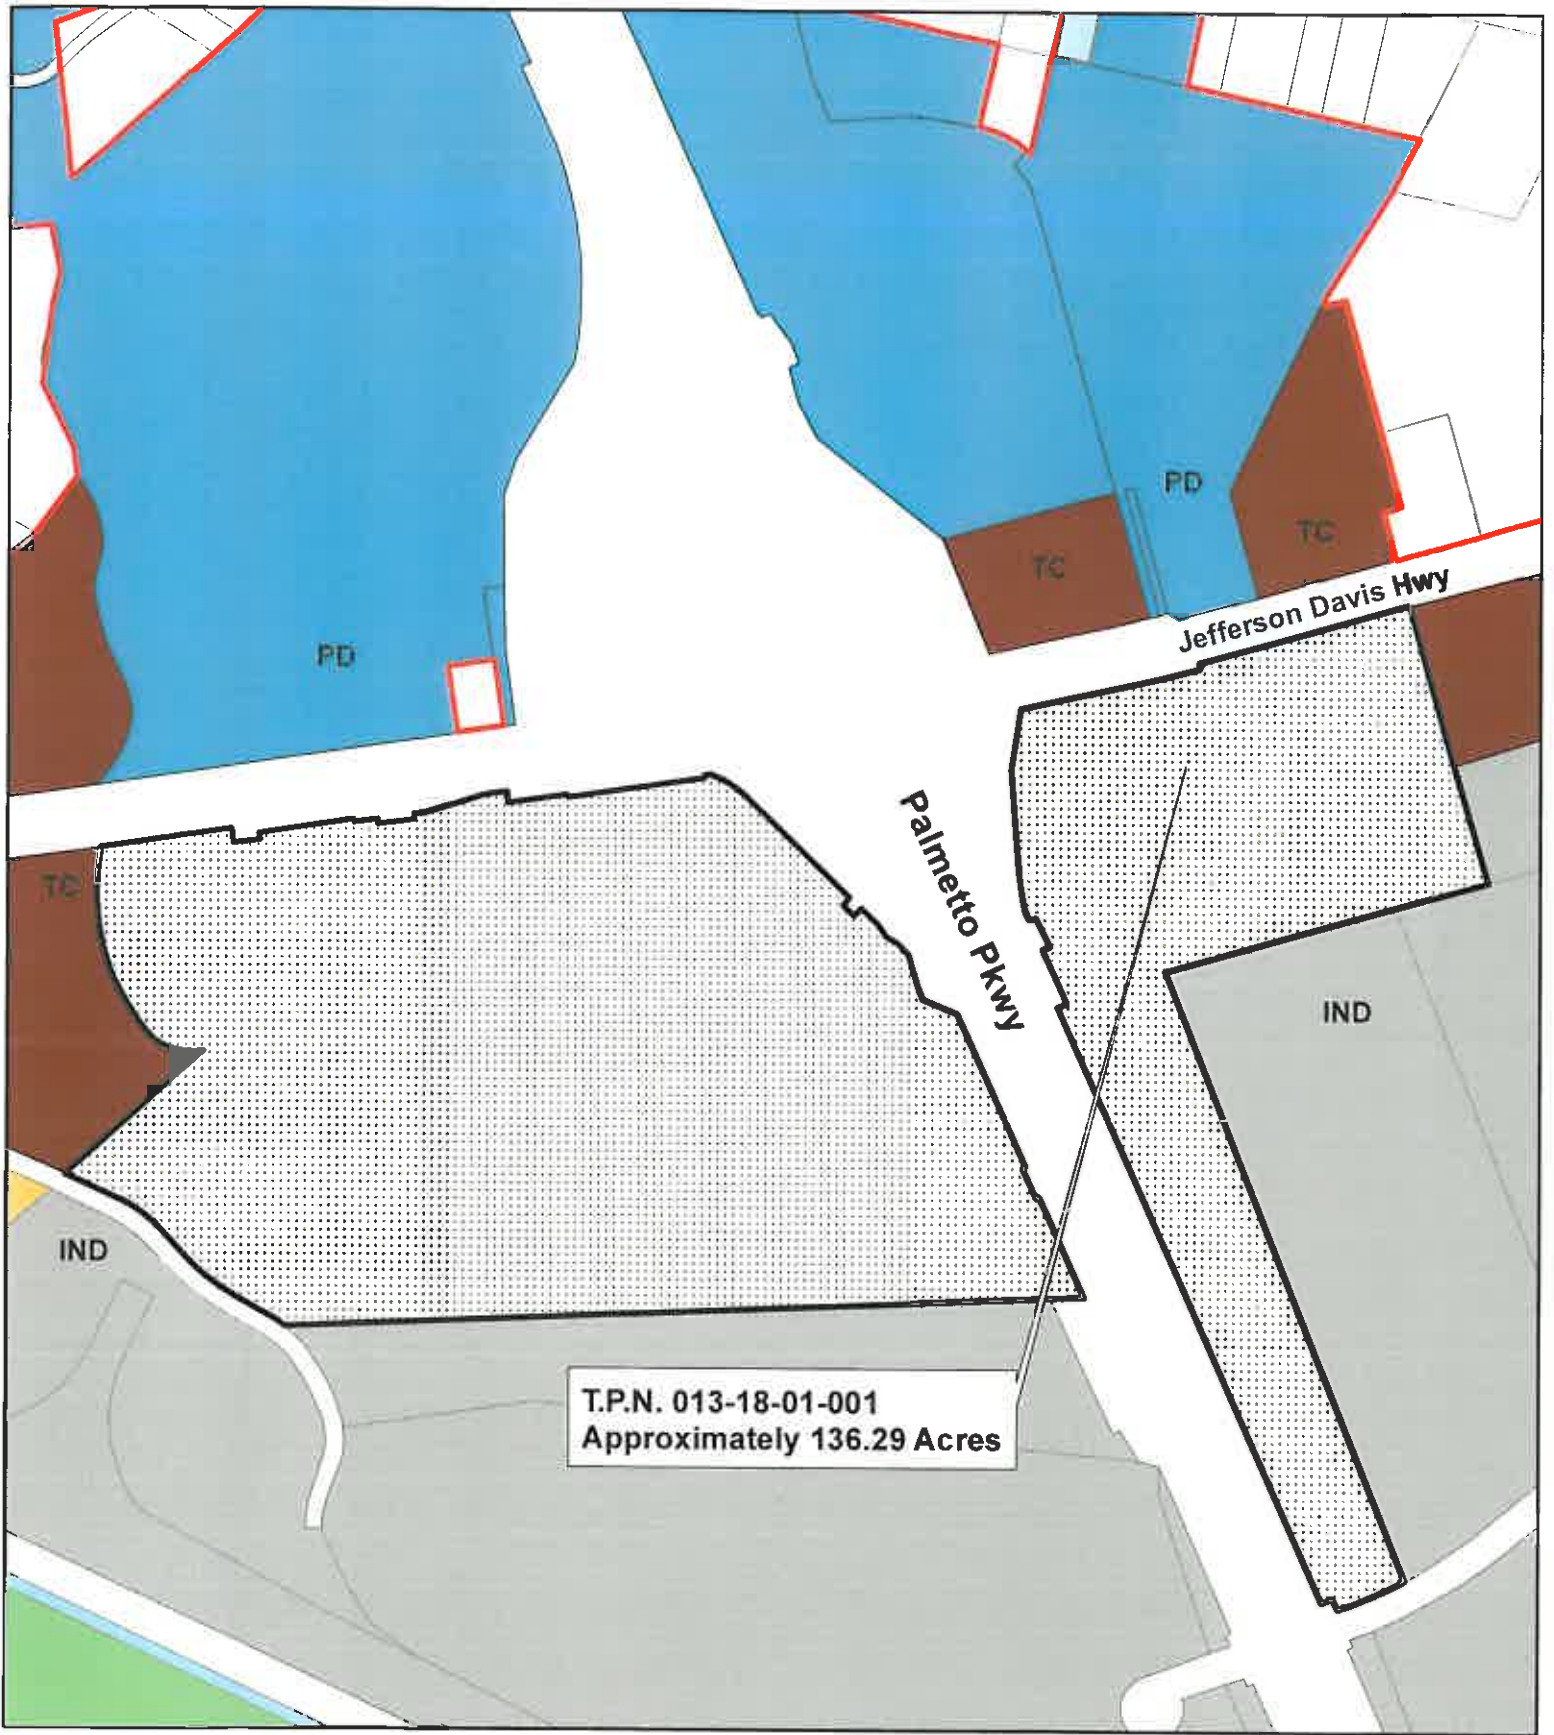 PD
TC
TC
Jefferson Davis Hwy
PD
Palmetto Pkwy
TC
IND
IND
T.P.N. 013-18-01-001
Approximately 136.29 Acres